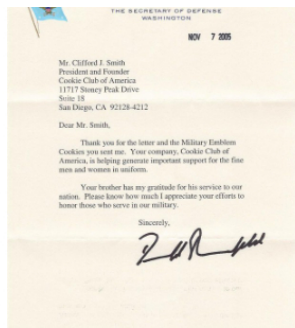 THE SECRETARY OF DEFENSE
WASHINGTON
NOV 7 2005
Mr. Clifford J. Smith
President and Founder
Cookie Club of America
11717 Stoney Peak Drive
Suite 18
San Diego, CA 92128-4212
Dear Mr. Smith,
Thank you for the letter and the Military Emblem
Cookies you sent me. Your company, Cookie Club of
America, is helping generate important support for the fine
men and women in uniform.
Your brother has my gratitude for his service to our
nation. Please know how much I appreciate your efforts to
honor those who serve in our military.
Sincerely,